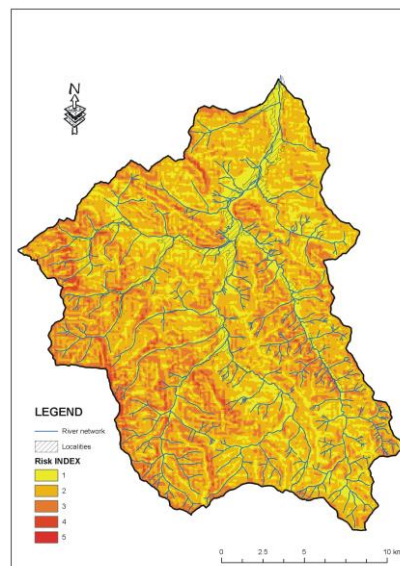 N
LEGEND
River network
Localities
Risk INDEX
1
2
3
4
5
0 2.5 5 10 km